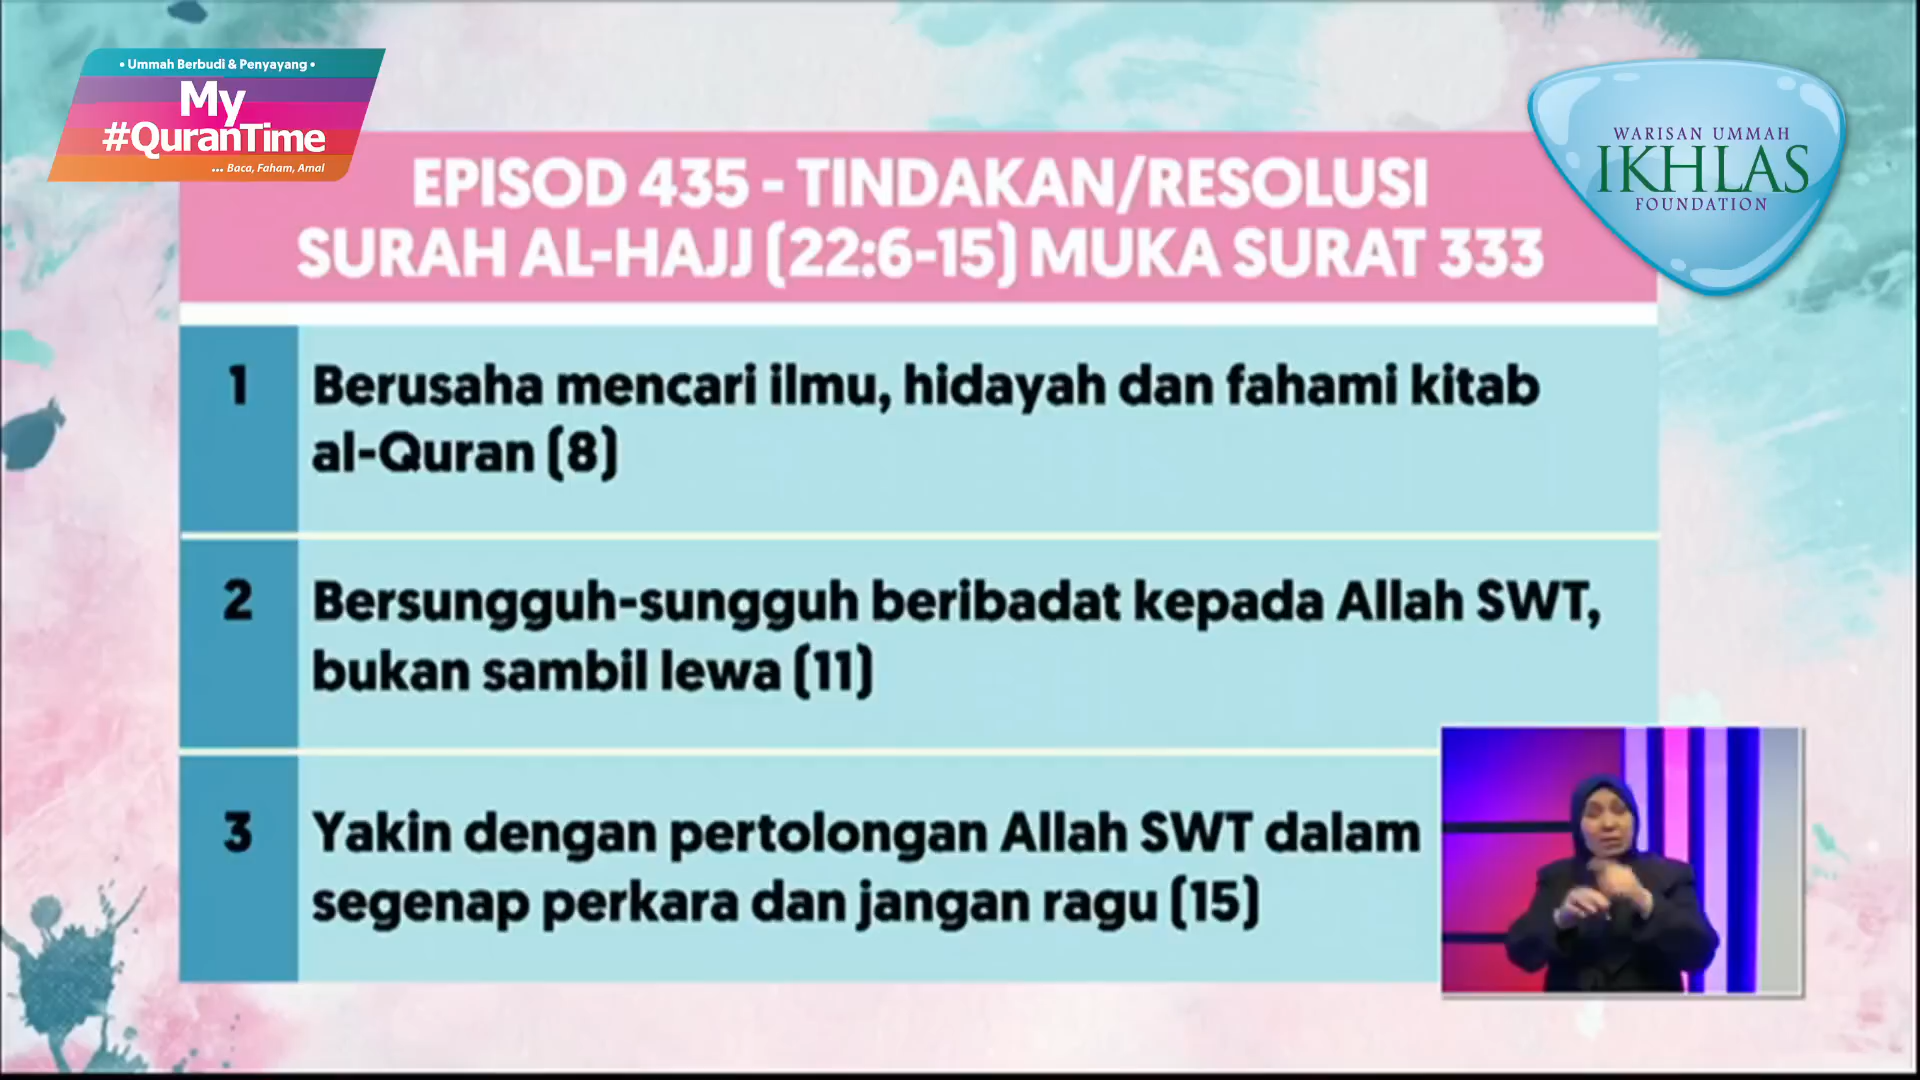 • Ummah Berbudi & Penyayang •
My
#QuranTime
... Baca, Faham, Amal
WARISAN UMMAH
IKHLAS
FOUNDATION
EPISOD 435 - TINDAKAN/RESOLUSI
SURAH AL-HAJJ (22:6-15) MUKA SURAT 333
1 Berusaha mencari ilmu, hidayah dan fahami kitab
al-Quran (8)
2 Bersungguh-sungguh beribadat kepada Allah SWT,
bukan sambil lewa (11)
3 Yakin dengan pertolongan Allah SWT dalam
segenap perkara dan jangan ragu (15)